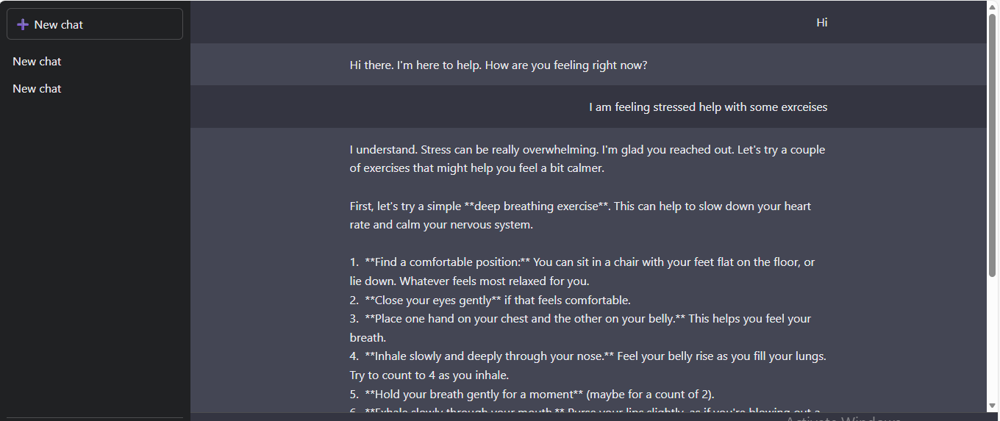 New chat
New chat
New chat
Hi
Hi there. I'm here to help. How are you feeling right now?
I am feeling stressed help with some exrceises
I understand. Stress can be really overwhelming. I'm glad you reached out. Let's try a couple
of exercises that might help you feel a bit calmer.
First, let's try a simple **deep breathing exercise**. This can help to slow down your heart
rate and calm your nervous system.
1. **Find a comfortable position:** You can sit in a chair with your feet flat on the floor, or
lie down. Whatever feels most relaxed for you.
2. **Close your eyes gently** if that feels comfortable.
3. **Place one hand on your chest and the other on your belly.** This helps you feel your
breath.
4. **Inhale slowly and deeply through your nose.** Feel your belly rise as you fill your lungs.
Try to count to 4 as you inhale.
5. **Hold your breath gently for a moment** (maybe for a count of 2).
6. **Exhale slowly through your mouth.** Purse your lips slightly, as if you're blowing out a
Activate Windows